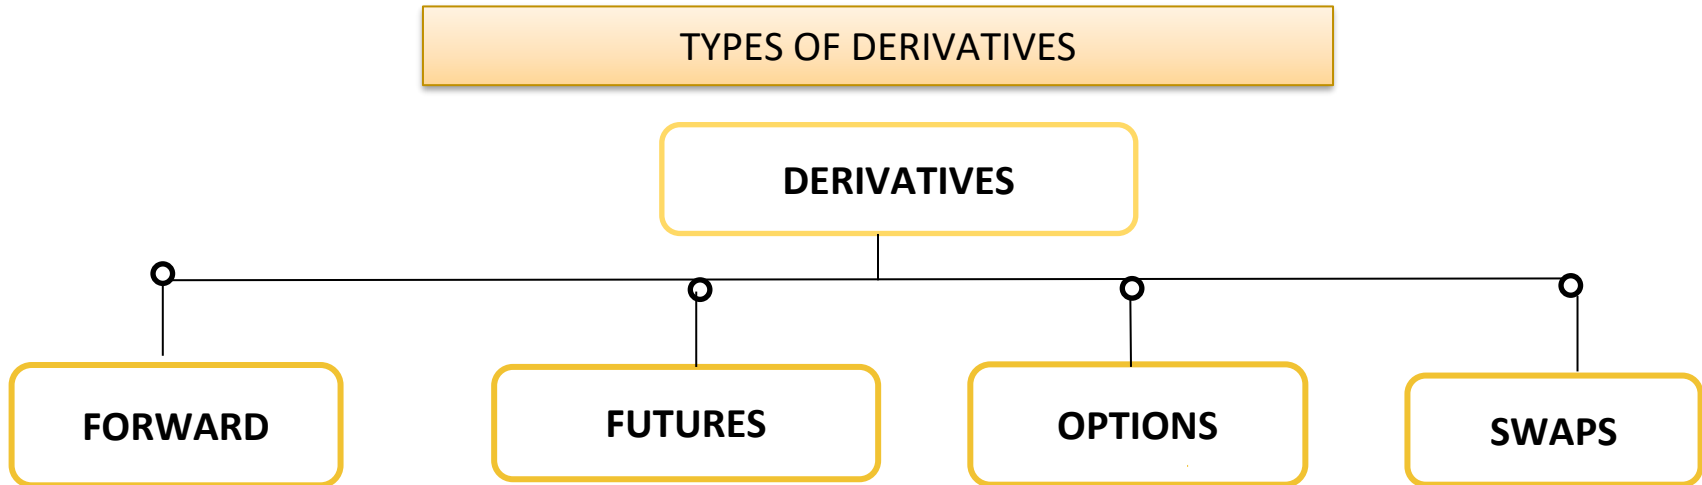 TYPES OF DERIVATIVES
DERIVATIVES
FORWARD
FUTURES
OPTIONS
SWAPS